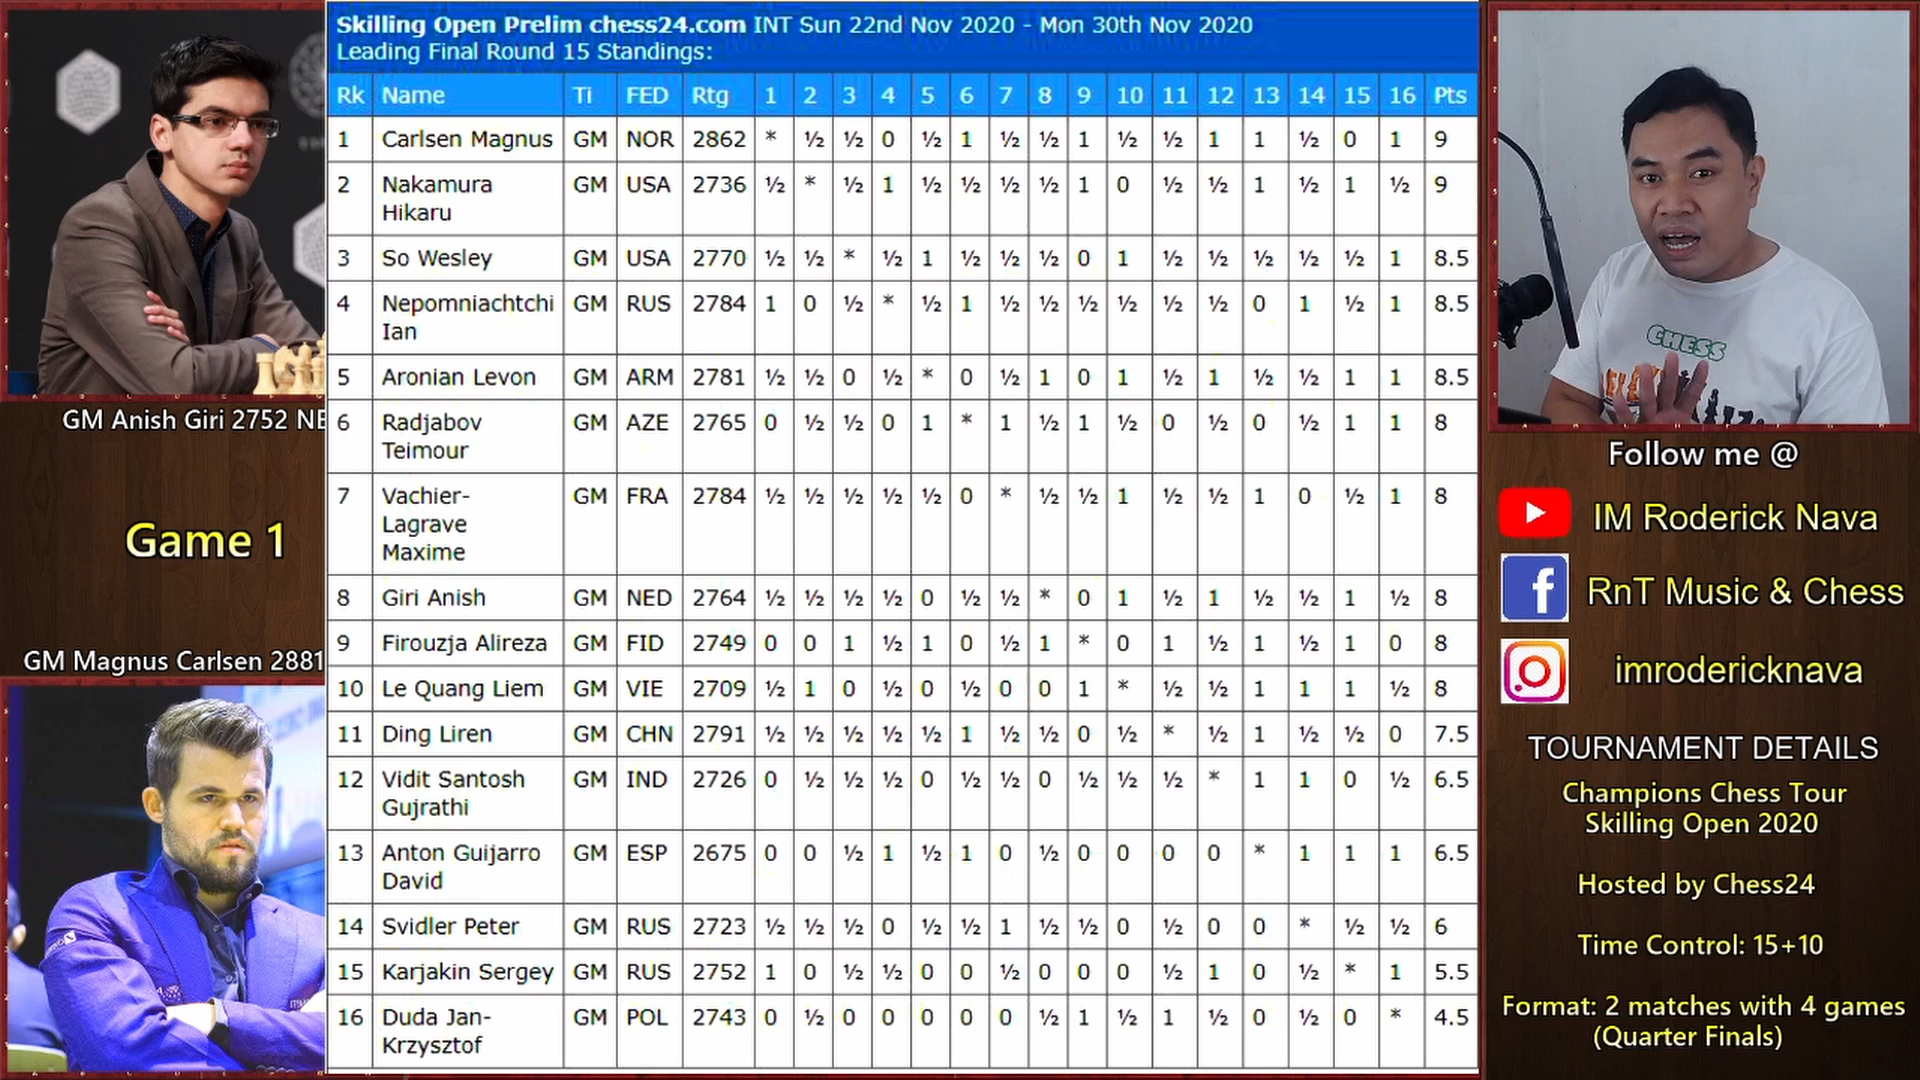 Skilling Open Prelim chess24.com INT Sun 22nd Nov 2020 - Mon 30th Nov 2020
Leading Final Round 15 Standings:
Rk Name Ti FED Rtg 1 2 3 4 5 6 7 8 9 10 11 12 13 14 15 16 Pts
1 Carlsen Magnus GM NOR 2862 * ½ ½ 0 ½ 1 ½ ½ 1 ½ ½ 1 1 ½ 0 1 9
2 Nakamura Hikaru GM USA 2736 ½ * ½ 1 ½ ½ ½ ½ 1 0 ½ ½ 1 ½ 1 ½ 9
3 So Wesley GM USA 2770 ½ ½ * ½ 1 ½ ½ ½ 0 1 ½ ½ ½ ½ ½ 1 8.5
4 Nepomniachtchi Ian GM RUS 2784 1 0 ½ * ½ 1 ½ ½ ½ ½ ½ ½ 0 1 ½ 1 8.5
5 Aronian Levon GM ARM 2781 ½ ½ 0 ½ * 0 ½ 1 0 1 ½ 1 ½ ½ 1 1 8.5
6 Radjabov Teimour GM AZE 2765 0 ½ ½ 0 1 * 1 ½ 1 ½ 0 ½ 0 ½ 1 1 8
7 Vachier-Lagrave Maxime GM FRA 2784 ½ ½ ½ ½ ½ 0 * ½ ½ 1 ½ ½ 1 0 ½ 1 8
8 Giri Anish GM NED 2764 ½ ½ ½ ½ 0 ½ ½ * 0 1 ½ 1 ½ ½ 1 ½ 8
9 Firouzja Alireza GM FID 2749 0 0 1 ½ 1 0 ½ 1 * 0 1 ½ 1 ½ 1 0 8
10 Le Quang Liem GM VIE 2709 ½ 1 0 ½ 0 ½ 0 0 1 * ½ ½ 1 1 1 ½ 8
11 Ding Liren GM CHN 2791 ½ ½ ½ ½ ½ 1 ½ ½ 0 ½ * ½ 1 ½ ½ 0 7.5
12 Vidit Santosh Gujrathi GM IND 2726 0 ½ ½ ½ 0 ½ ½ 0 ½ ½ ½ * 1 1 0 ½ 6.5
13 Anton Guijarro David GM ESP 2675 0 0 ½ 1 ½ 1 0 ½ 0 0 0 0 * 1 1 1 6.5
14 Svidler Peter GM RUS 2723 ½ ½ ½ 0 ½ ½ 1 ½ ½ 0 ½ 0 0 * ½ ½ 6
15 Karjakin Sergey GM RUS 2752 1 0 ½ ½ 0 0 ½ 0 0 0 ½ 1 0 ½ * 1 5.5
16 Duda Jan-Krzysztof GM POL 2743 0 ½ 0 0 0 0 0 ½ 1 ½ 1 ½ 0 ½ 0 * 4.5
GM Anish Giri 2752 NE
Game 1
GM Magnus Carlsen 2881
CHESS
Follow me @
IM Roderick Nava
RnT Music & Chess
imrodericknava
TOURNAMENT DETAILS
Champions Chess Tour
Skilling Open 2020
Hosted by Chess24
Time Control: 15+10
Format: 2 matches with 4 games
(Quarter Finals)